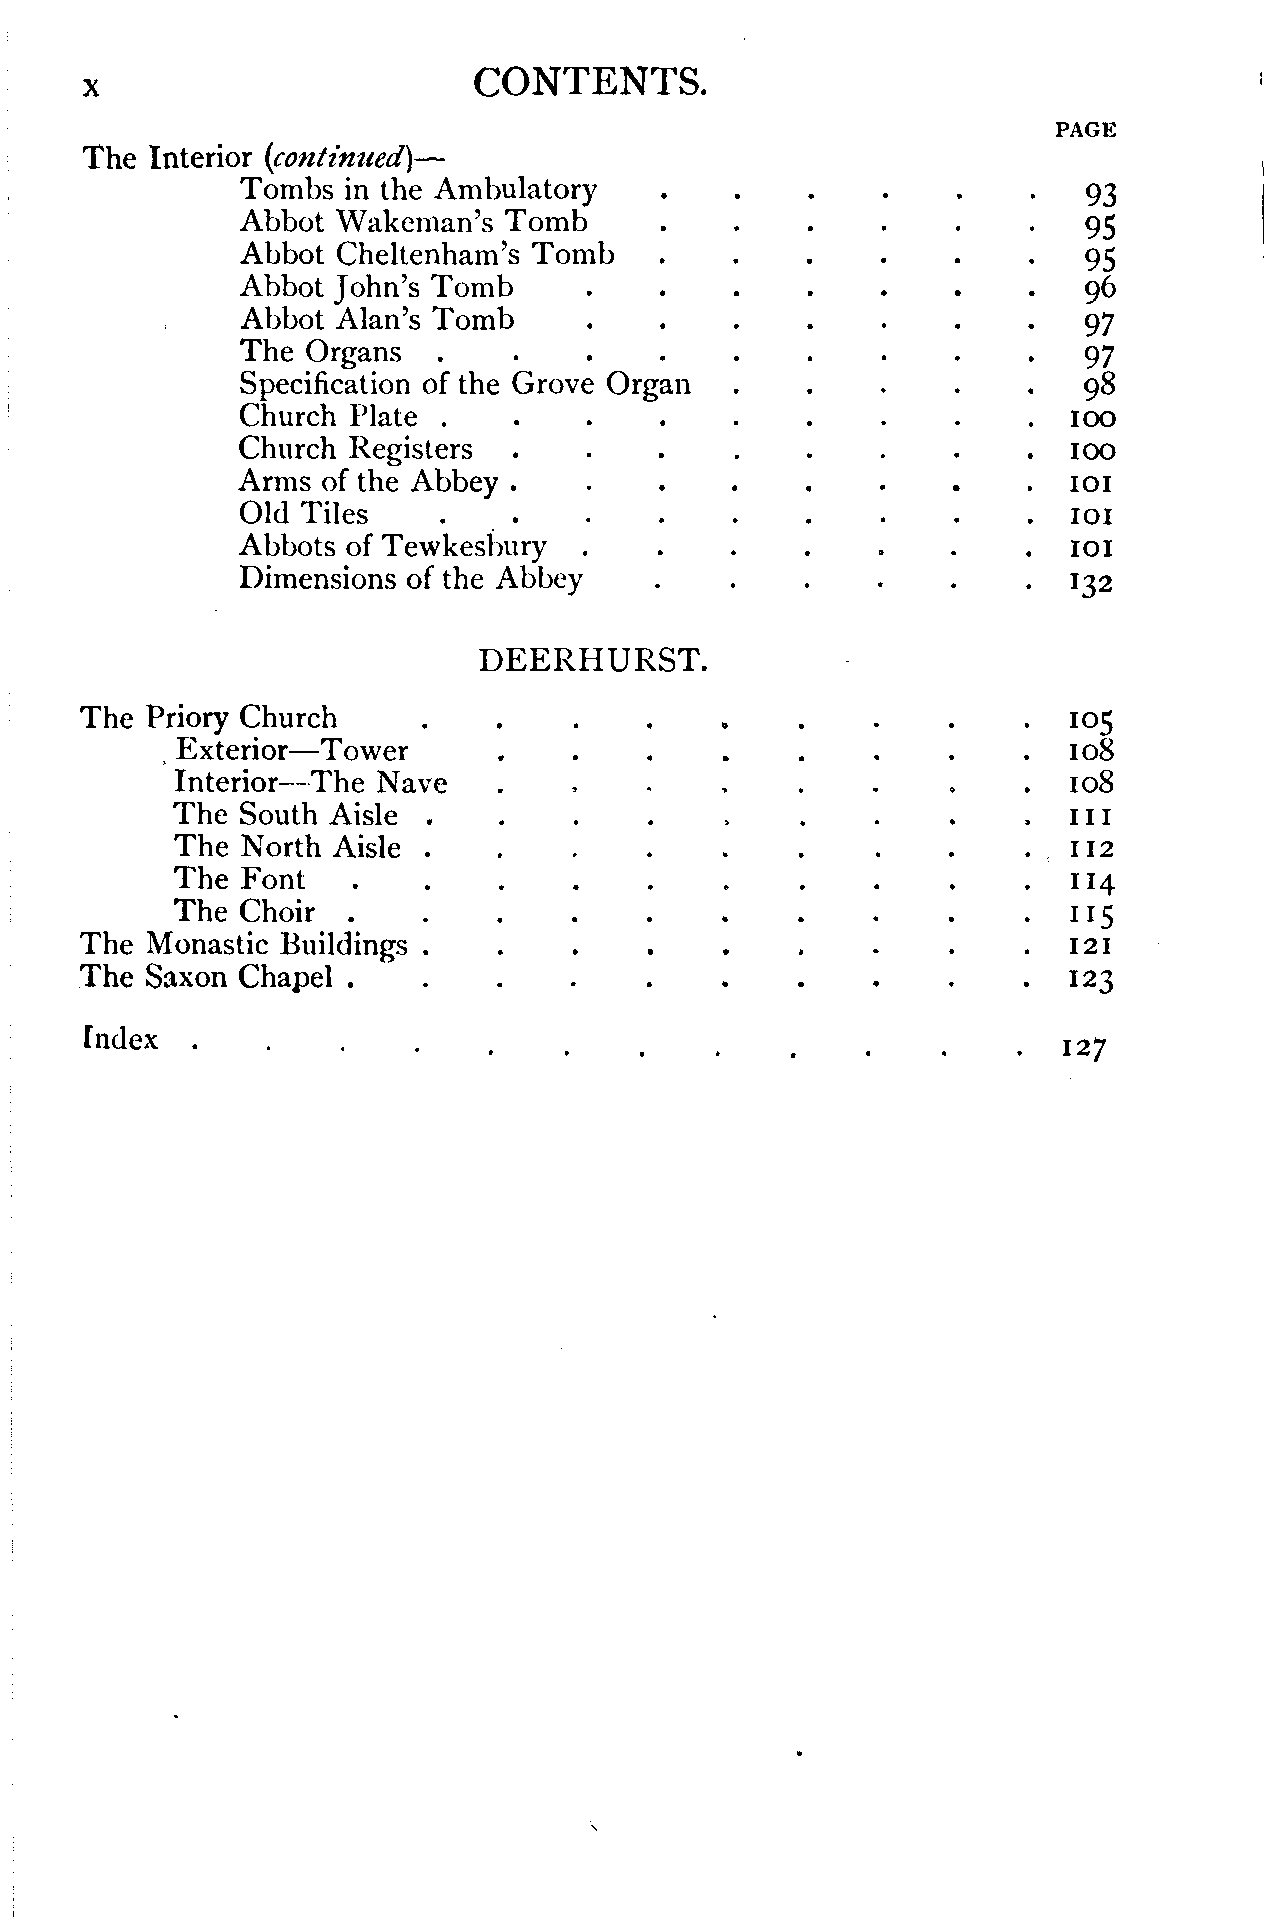 x CONTENTS.
PAGE
The Interior (continued)—
Tombs in the Ambulatory . . . . . . 93
Abbot Wakeman's Tomb . . . . . . 95
Abbot Cheltenham's Tomb . . . . . . 95
Abbot John's Tomb . . . . . . . 96
Abbot Alan's Tomb . . . . . . . 97
The Organs . . . . . . . . . 97
Specification of the Grove Organ . . . . . 98
Church Plate . . . . . . . . . 100
Church Registers . . . . . . . . 100
Arms of the Abbey . . . . . . . . 101
Old Tiles . . . . . . . . . 101
Abbots of Tewkesbury . . . . . . . 101
Dimensions of the Abbey . . . . . . 132
DEERHURST.
The Priory Church . . . . . . . . . 105
Exterior—Tower . . . . . . . . 108
Interior—The Nave . . . . . . . . 108
The South Aisle . . . . . . . . . 111
The North Aisle . . . . . . . . . 112
The Font . . . . . . . . . . 114
The Choir . . . . . . . . . . 115
The Monastic Buildings . . . . . . . . . 121
The Saxon Chapel . . . . . . . . . . 123
Index . . . . . . . . . . . . 127